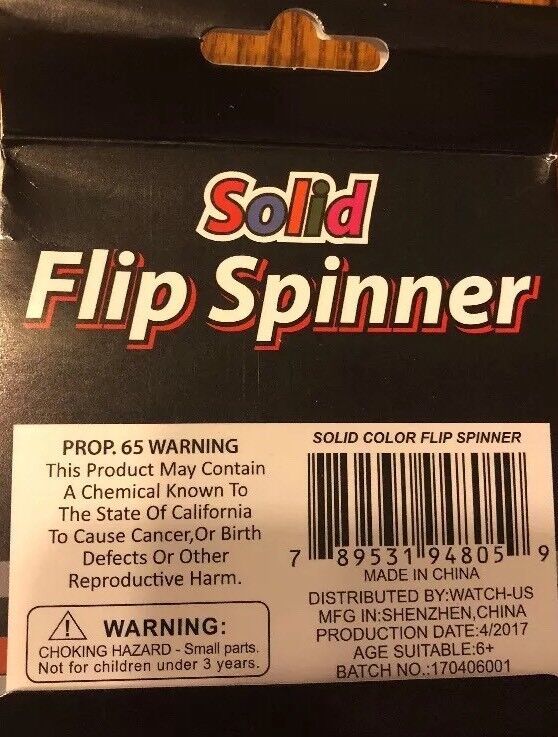 Solid
Flip Spinner
PROP. 65 WARNING
This Product May Contain
A Chemical Known To
The State Of California
To Cause Cancer,Or Birth
Defects Or Other
Reproductive Harm.
WARNING:
CHOKING HAZARD - Small parts.
Not for children under 3 years.
SOLID COLOR FLIP SPINNER
7 89531 94805 9
MADE IN CHINA
DISTRIBUTED BY:WATCH-US
MFG IN:SHENZHEN,CHINA
PRODUCTION DATE:4/2017
AGE SUITABLE:6+
BATCH NO.:170406001